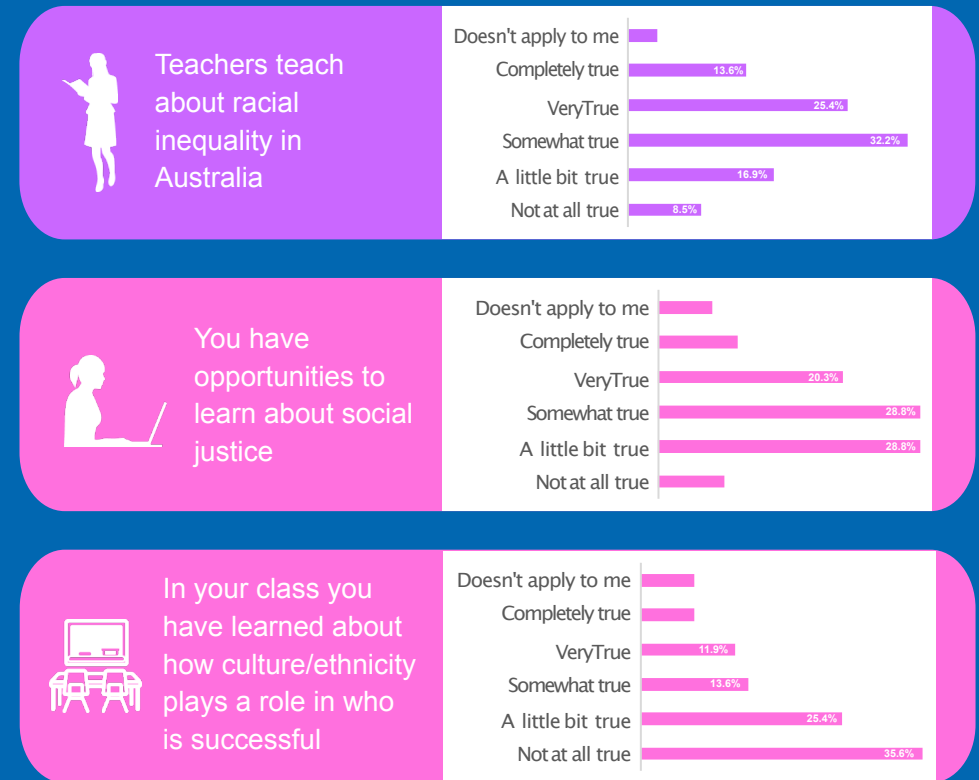 Teachers teach
about racial
inequality in
Australia
Doesn't apply to me
Completely true 13.6%
VeryTrue 25.4%
Somewhat true 32.2%
A little bit true 16.9%
Not at all true 8.5%
You have
opportunities to
learn about social
justice
Doesn't apply to me
Completely true
VeryTrue 20.3%
Somewhat true 28.8%
A little bit true 28.8%
Not at all true
In your class you
have learned about
how culture/ethnicity
plays a role in who
is successful
Doesn't apply to me
Completely true
VeryTrue 11.9%
Somewhat true 13.6%
A little bit true 25.4%
Not at all true 35.6%